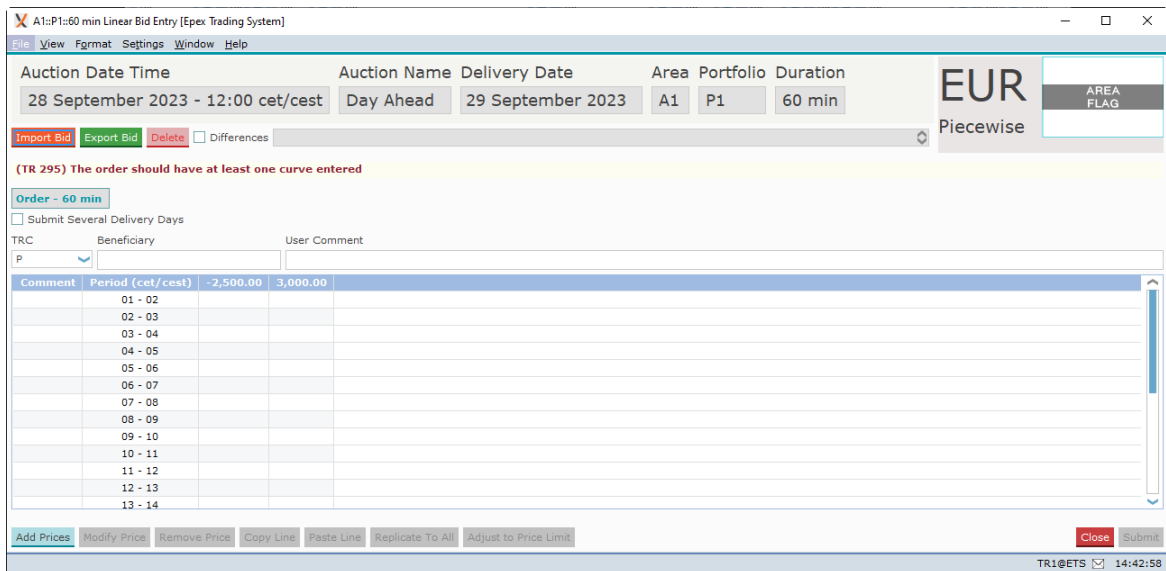 A1::P1::60 min Linear Bid Entry [Epex Trading System]
File View Format Settings Window Help
Auction Date Time Auction Name Delivery Date Area Portfolio Duration
28 September 2023 - 12:00 cet/cest Day Ahead 29 September 2023 A1 P1 60 min
EUR
Piecewise
AREA
FLAG
Import Bid Export Bid Delete Differences
(TR 295) The order should have at least one curve entered
Order - 60 min
Submit Several Delivery Days
TRC Beneficiary User Comment
P
Comment Period (cet/cest) -2,500.00 3,000.00
01 - 02
02 - 03
03 - 04
04 - 05
05 - 06
06 - 07
07 - 08
08 - 09
09 - 10
10 - 11
11 - 12
12 - 13
13 - 14
Add Prices Modify Price Remove Price Copy Line Paste Line Replicate To All Adjust to Price Limit Close Submit
TR1@ETS 14:42:58